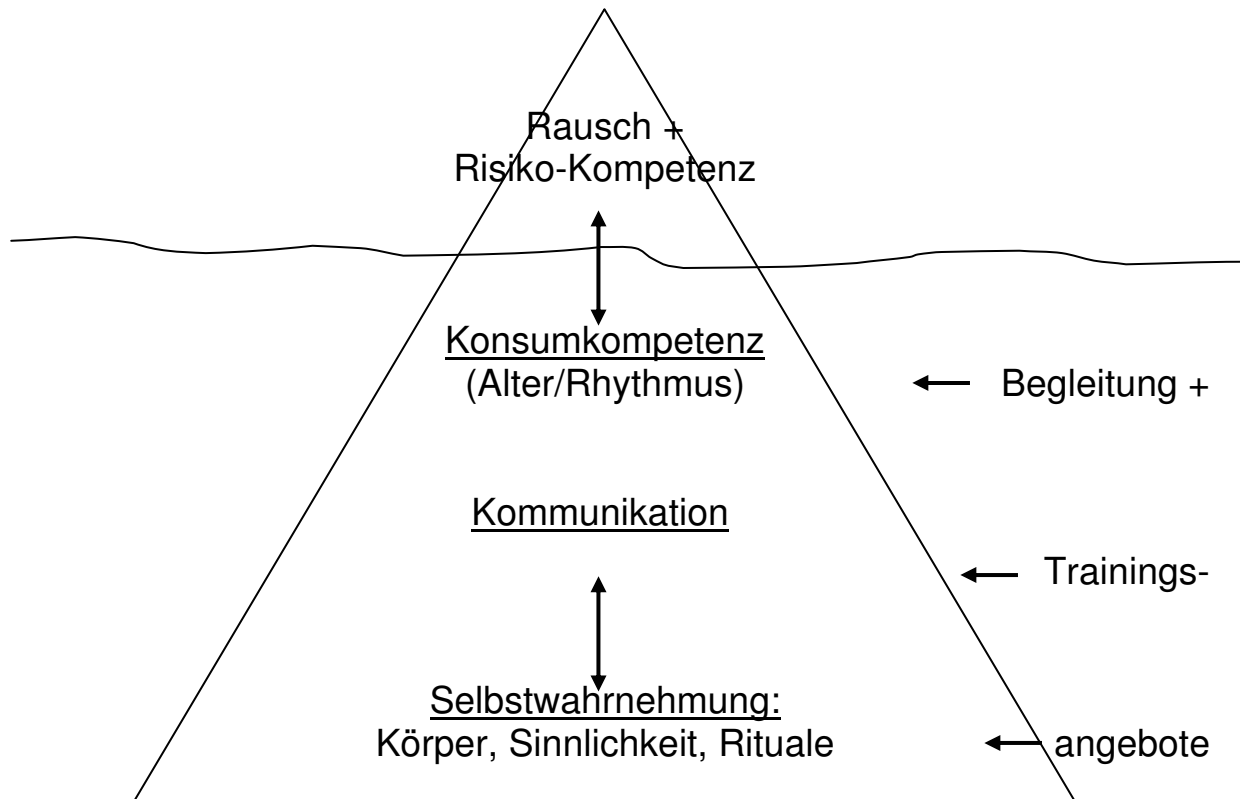 Rausch +
Risiko-Kompetenz
Konsumkompetenz
(Alter/Rhythmus)
Begleitung +
Kommunikation
Trainings-
Selbstwahrnehmung:
Körper, Sinnlichkeit, Rituale
angebote